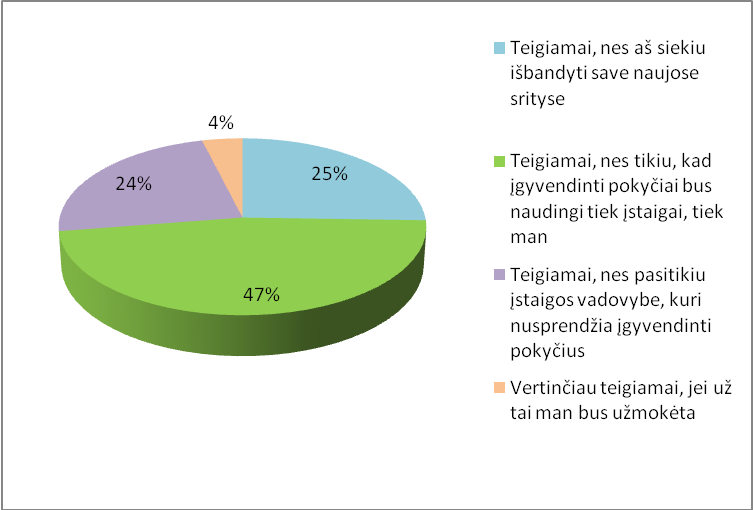 4%
25%
24%
47%
Teigiamai, nes aš siekiu
išbandyti save naujose
srityse
Teigiamai, nes tikiu, kad
įgyvendinti pokyčiai bus
naudingi tiek įstaigai, tiek
man
Teigiamai, nes pasitikiu
įstaigos vadovybe, kuri
nusprendžia įgyvendinti
pokyčius
Vertinčiau teigiamai, jei už
tai man bus užmokėta